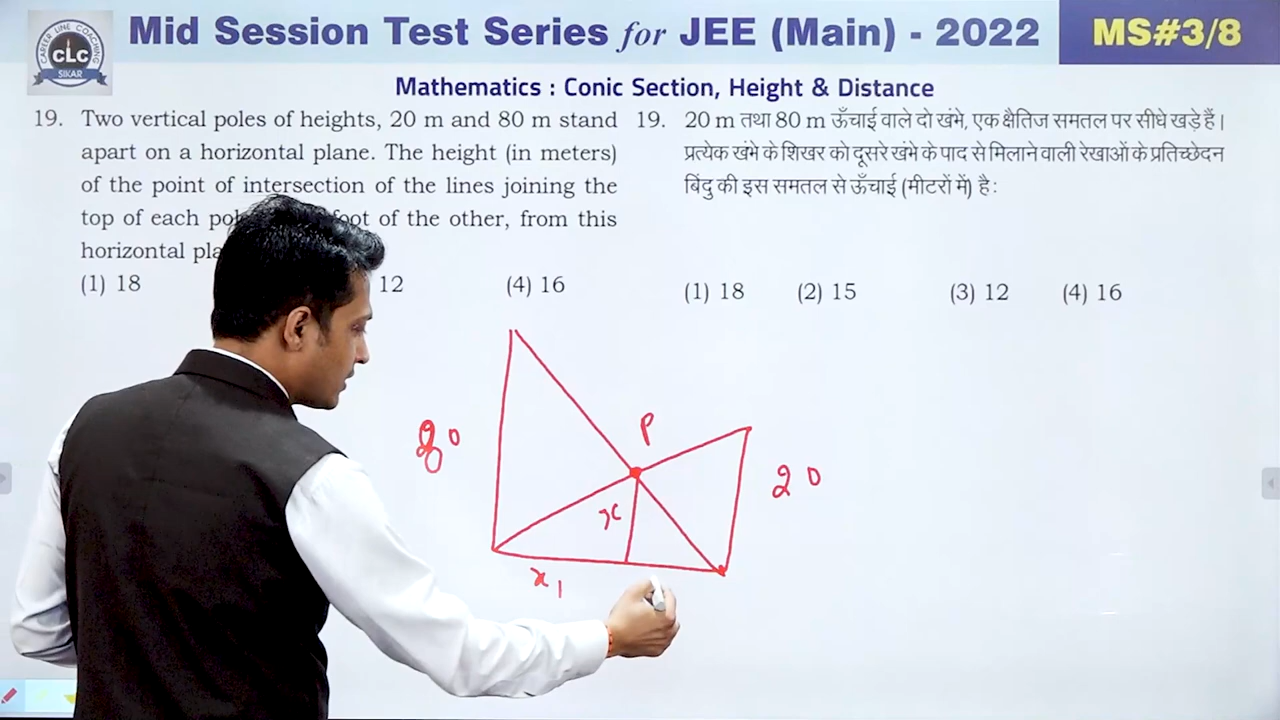 Mid Session Test Series for JEE (Main) - 2022
MS#3/8
CAREER LINE COACHING
CLC
SIKAR
Mathematics : Conic Section, Height & Distance
19. Two vertical poles of heights, 20 m and 80 m stand
apart on a horizontal plane. The height (in meters)
of the point of intersection of the lines joining the
top of each foot of the other, from this
horizontal
(1) 18 12 (4) 16
19. 20 m तथा 80 m ऊँचाई वाले दो खंभे, एक क्षैतिज समतल पर सीधे खड़े हैं।
प्रत्येक खंभे के शिखर को दूसरे खंभे के पाद से मिलाने वाली रेखाओं के प्रतिच्छेदन
बिंदु की इस समतल से ऊँचाई (मीटरों में) है :
(1) 18 (2) 15 (3) 12 (4) 16
80
P
20
x
x1